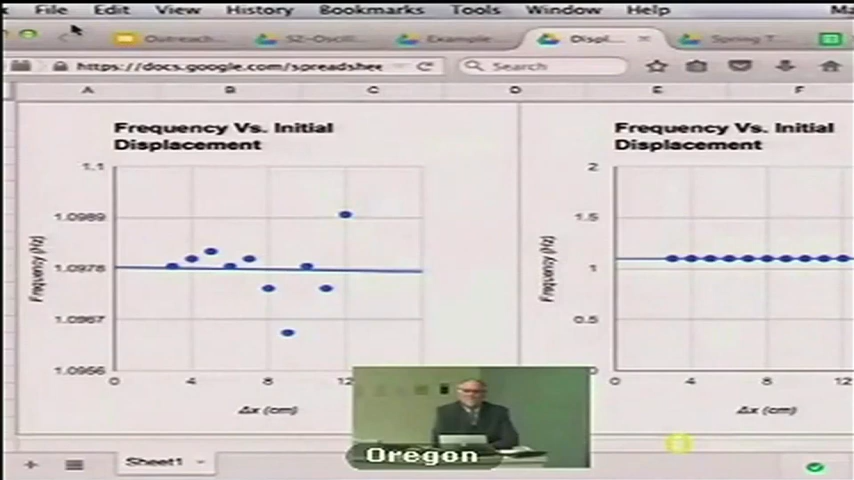 File Edit View History Bookmarks Tools Window Help Ma
Outreach... SZ-Oscill Example Displ... Spring T
https://docs.google.com/spreadshee Search
A B C D E F
Frequency Vs. Initial
Displacement
1.1
1.0989
1.0978
1.0967
1.0956
Frequency (Hz)
0 4 8 12
Δx (cm)
Frequency Vs. Initial
Displacement
2
1.5
1
0.5
0
Frequency (Hz)
0 4 8 12
Δx (cm)
Oregon
Sheet1